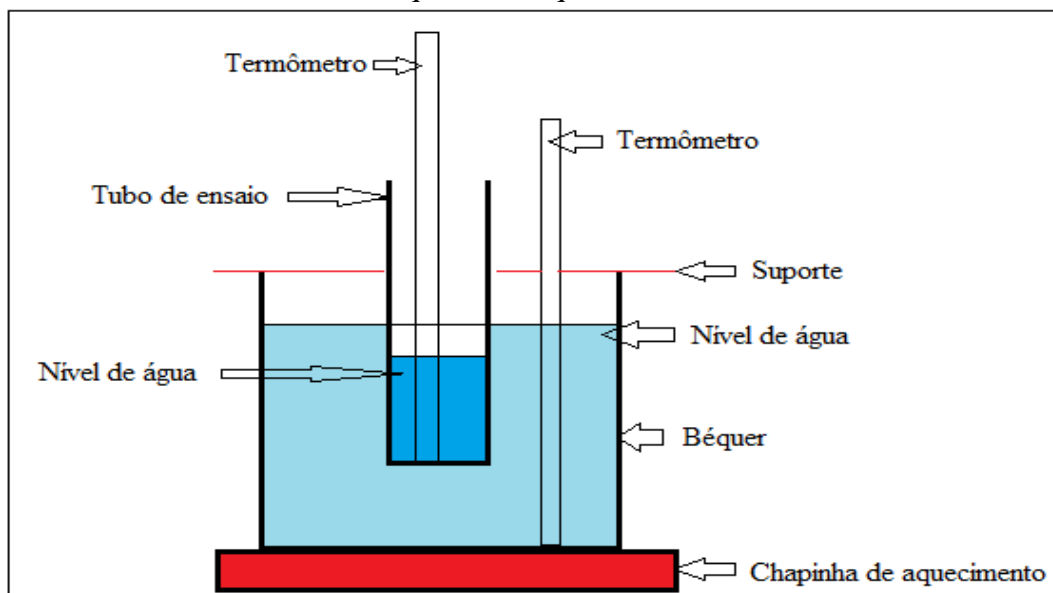 Termômetro
Termômetro
Tubo de ensaio
Suporte
Nível de água
Nível de água
Béquer
Chapinha de aquecimento